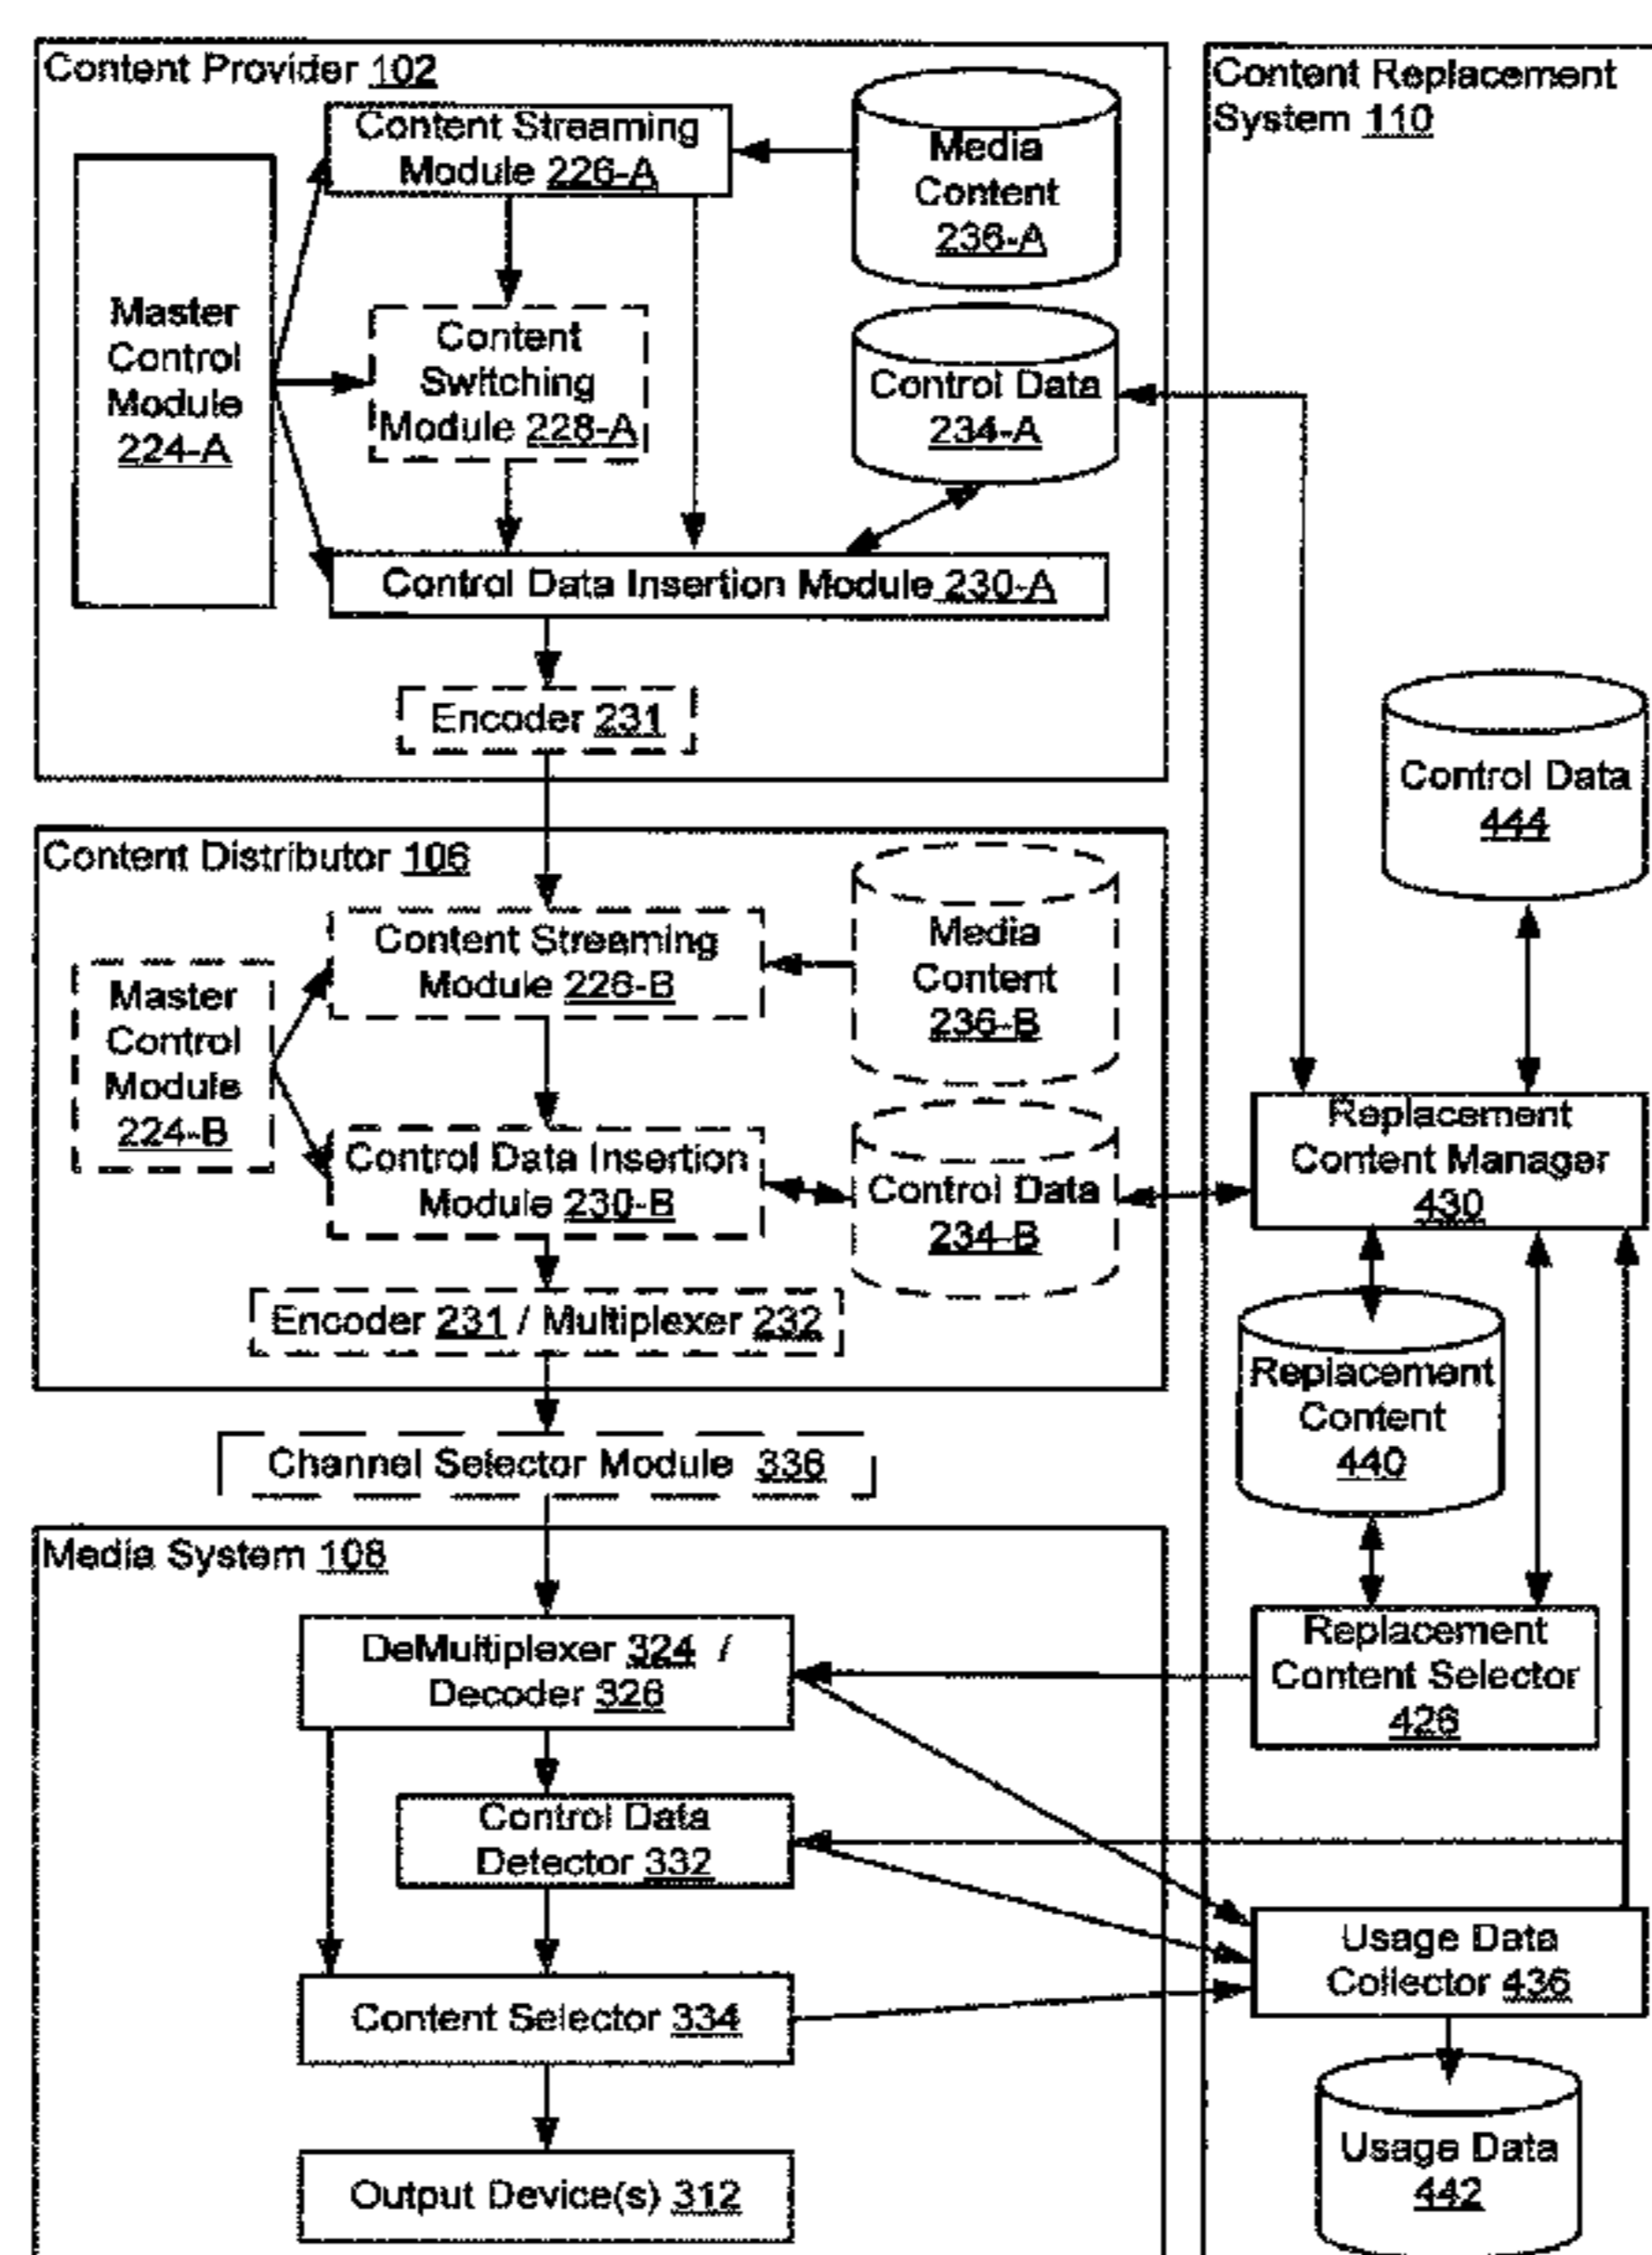 Content Provider 102
Content Streaming
Module 226-A
Media
Content
236-A
Master
Control
Module
224-A
Content
Switching
Module 228-A
Control Data
234-A
Control Data Insertion Module 230-A
Encoder 231
Content Distributor 106
Content Streaming
Module 226-B
Media
Content
236-B
Master
Control
Module
224-B
Control Data Insertion
Module 230-B
Control Data
234-B
Encoder 231 / Multiplexer 232
Channel Selector Module 336
Media System 108
DeMultiplexer 324 /
Decoder 326
Control Data
Detector 332
Content Selector 334
Output Device(s) 312
Content Replacement
System 110
Control Data
444
Replacement
Content Manager
430
Replacement
Content
440
Replacement
Content Selector
426
Usage Data
Collector 436
Usage Data
442